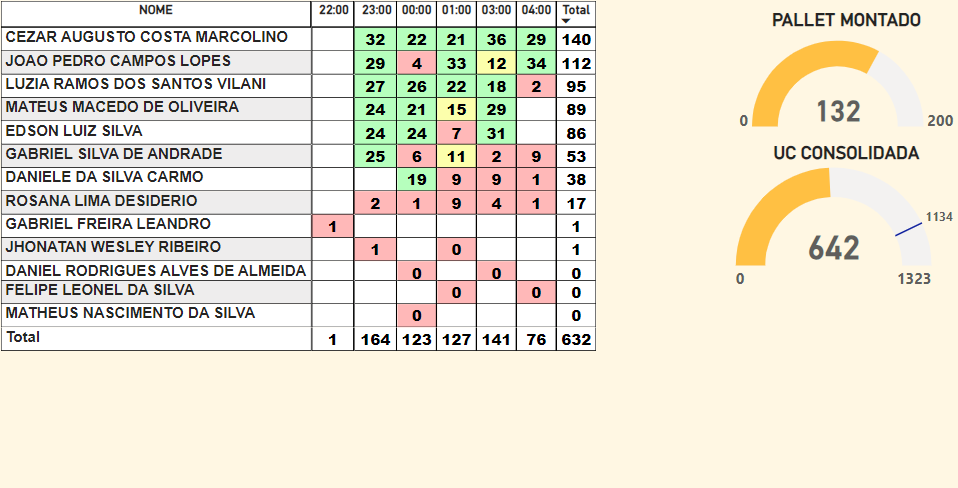 NOME 22:00 23:00 00:00 01:00 03:00 04:00 Total
CEZAR AUGUSTO COSTA MARCOLINO 32 22 21 36 29 140
JOAO PEDRO CAMPOS LOPES 29 4 33 12 34 112
LUZIA RAMOS DOS SANTOS VILANI 27 26 22 18 2 95
MATEUS MACEDO DE OLIVEIRA 24 21 15 29 89
EDSON LUIZ SILVA 24 24 7 31 86
GABRIEL SILVA DE ANDRADE 25 6 11 2 9 53
DANIELE DA SILVA CARMO 19 9 9 1 38
ROSANA LIMA DESIDERIO 2 1 9 4 1 17
GABRIEL FREIRA LEANDRO 1 1
JHONATAN WESLEY RIBEIRO 1 0 1
DANIEL RODRIGUES ALVES DE ALMEIDA 0 0 0
FELIPE LEONEL DA SILVA 0 0 0
MATHEUS NASCIMENTO DA SILVA 0 0
Total 1 164 123 127 141 76 632
PALLET MONTADO
132
0 200
UC CONSOLIDADA
1134
642
0 1323